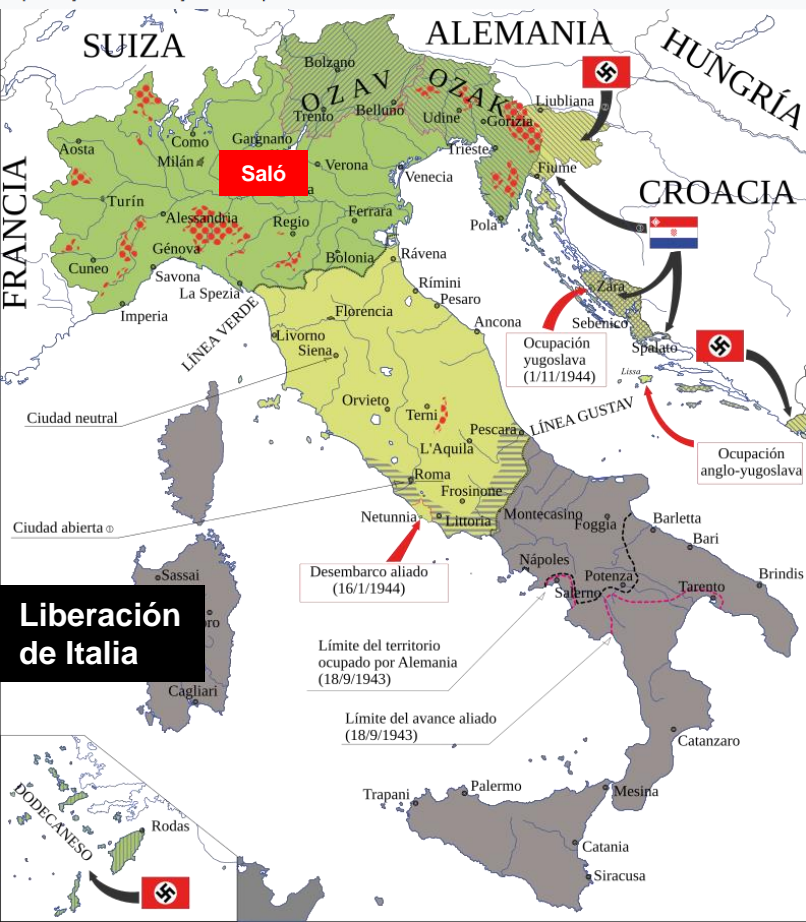 SUIZA
ALEMANIA
HUNGRÍA
Bolzano
OZAV
OZAK
Trento
Belluno
Udine
Gorizia
Liubliana
Trieste
Fiume
Aosta
Como
Gargnano
Milán
Saló
Verona
Venecia
CROACIA
FRANCIA
Turín
Alessandria
Regio
Ferrara
Pola
Cuneo
Génova
Savona
Bolonia
Rávena
La Spezia
Imperia
LÍNEA VERDE
Rímini
Pesaro
Zara
Florencia
Ancona
Sebenico
Spalato
Livorno
Siena
Ocupación
yugoslava
(1/11/1944)
Lissa
Ciudad neutral
Orvieto
Terni
Pescara
LÍNEA GUSTAV
L'Aquila
Ocupación
anglo-yugoslava
Roma
Frosinone
Ciudad abierta ①
Netunnia
Littoria
Montecasino
Foggia
Barletta
Bari
Desembarco aliado
(16/1/1944)
Nápoles
Potenza
Salerno
Tarento
Brindis
Sassai
Liberación
de Italia
Límite del territorio
ocupado por Alemania
(18/9/1943)
Cagliari
Límite del avance aliado
(18/9/1943)
Catanzaro
DODECANESO
Rodas
Trapani
Palermo
Mesina
Catania
Siracusa